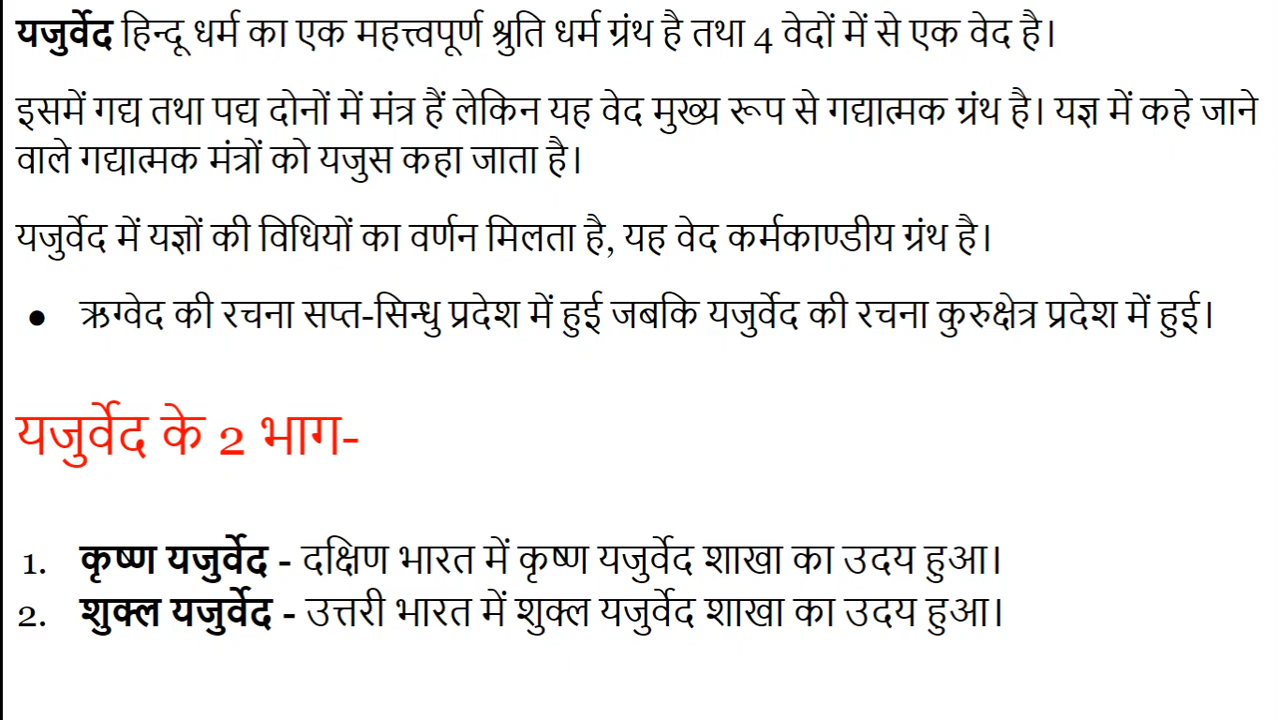 यजुर्वेद हिन्दू धर्म का एक महत्त्वपूर्ण श्रुति धर्म ग्रंथ है तथा 4 वेदों में से एक वेद है।
इसमें गद्य तथा पद्य दोनों में मंत्र हैं लेकिन यह वेद मुख्य रूप से गद्यात्मक ग्रंथ है। यज्ञ में कहे जाने
वाले गद्यात्मक मंत्रों को यजुस कहा जाता है।
यजुर्वेद में यज्ञों की विधियों का वर्णन मिलता है, यह वेद कर्मकाण्डीय ग्रंथ है।
● ऋग्वेद की रचना सप्त-सिन्धु प्रदेश में हुई जबकि यजुर्वेद की रचना कुरुक्षेत्र प्रदेश में हुई।
यजुर्वेद के 2 भाग-
1. कृष्ण यजुर्वेद - दक्षिण भारत में कृष्ण यजुर्वेद शाखा का उदय हुआ।
2. शुक्ल यजुर्वेद - उत्तरी भारत में शुक्ल यजुर्वेद शाखा का उदय हुआ।